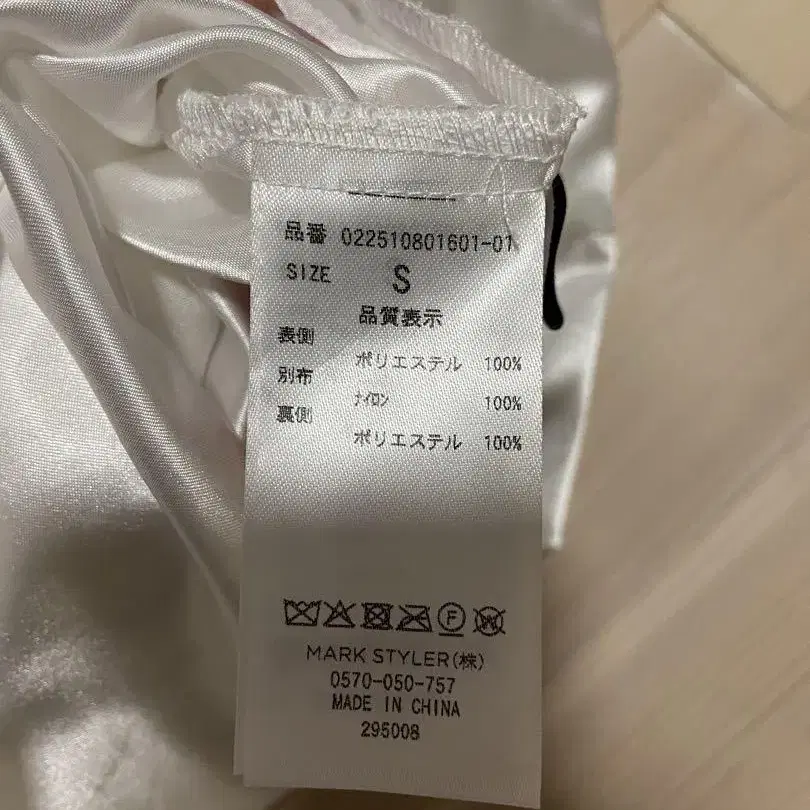 品番 022510801601-01
SIZE S
品質表示
表側 ポリエステル 100%
別布 ナイロン 100%
裏側 ポリエステル 100%
F W
MARK STYLER(株)
0570-050-757
MADE IN CHINA
295008